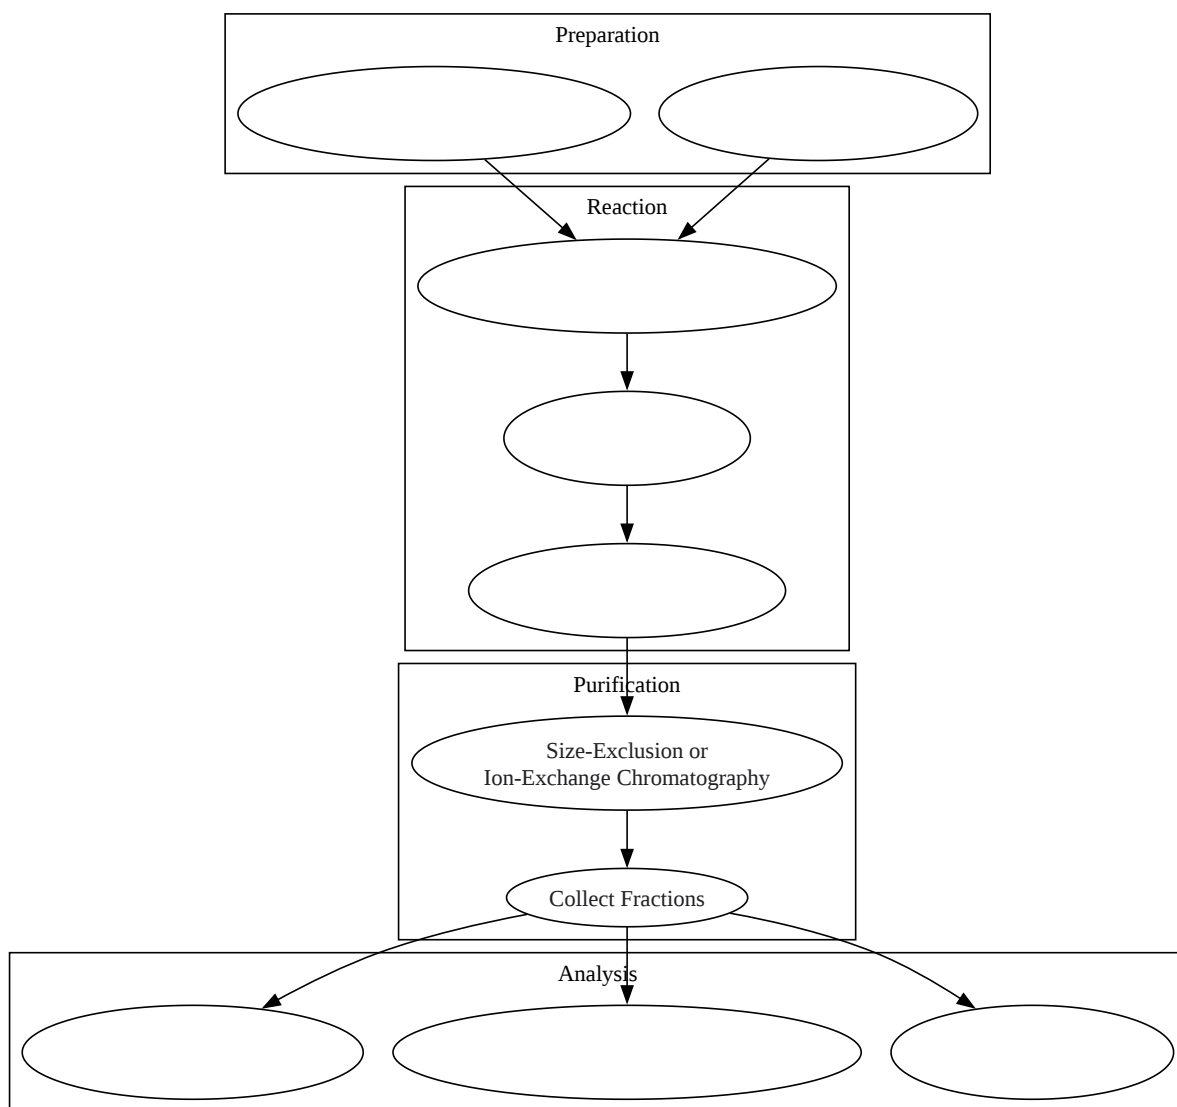 Preparation
Reaction
Purification
Size-Exclusion or
Ion-Exchange Chromatography
Collect Fractions
Analysis